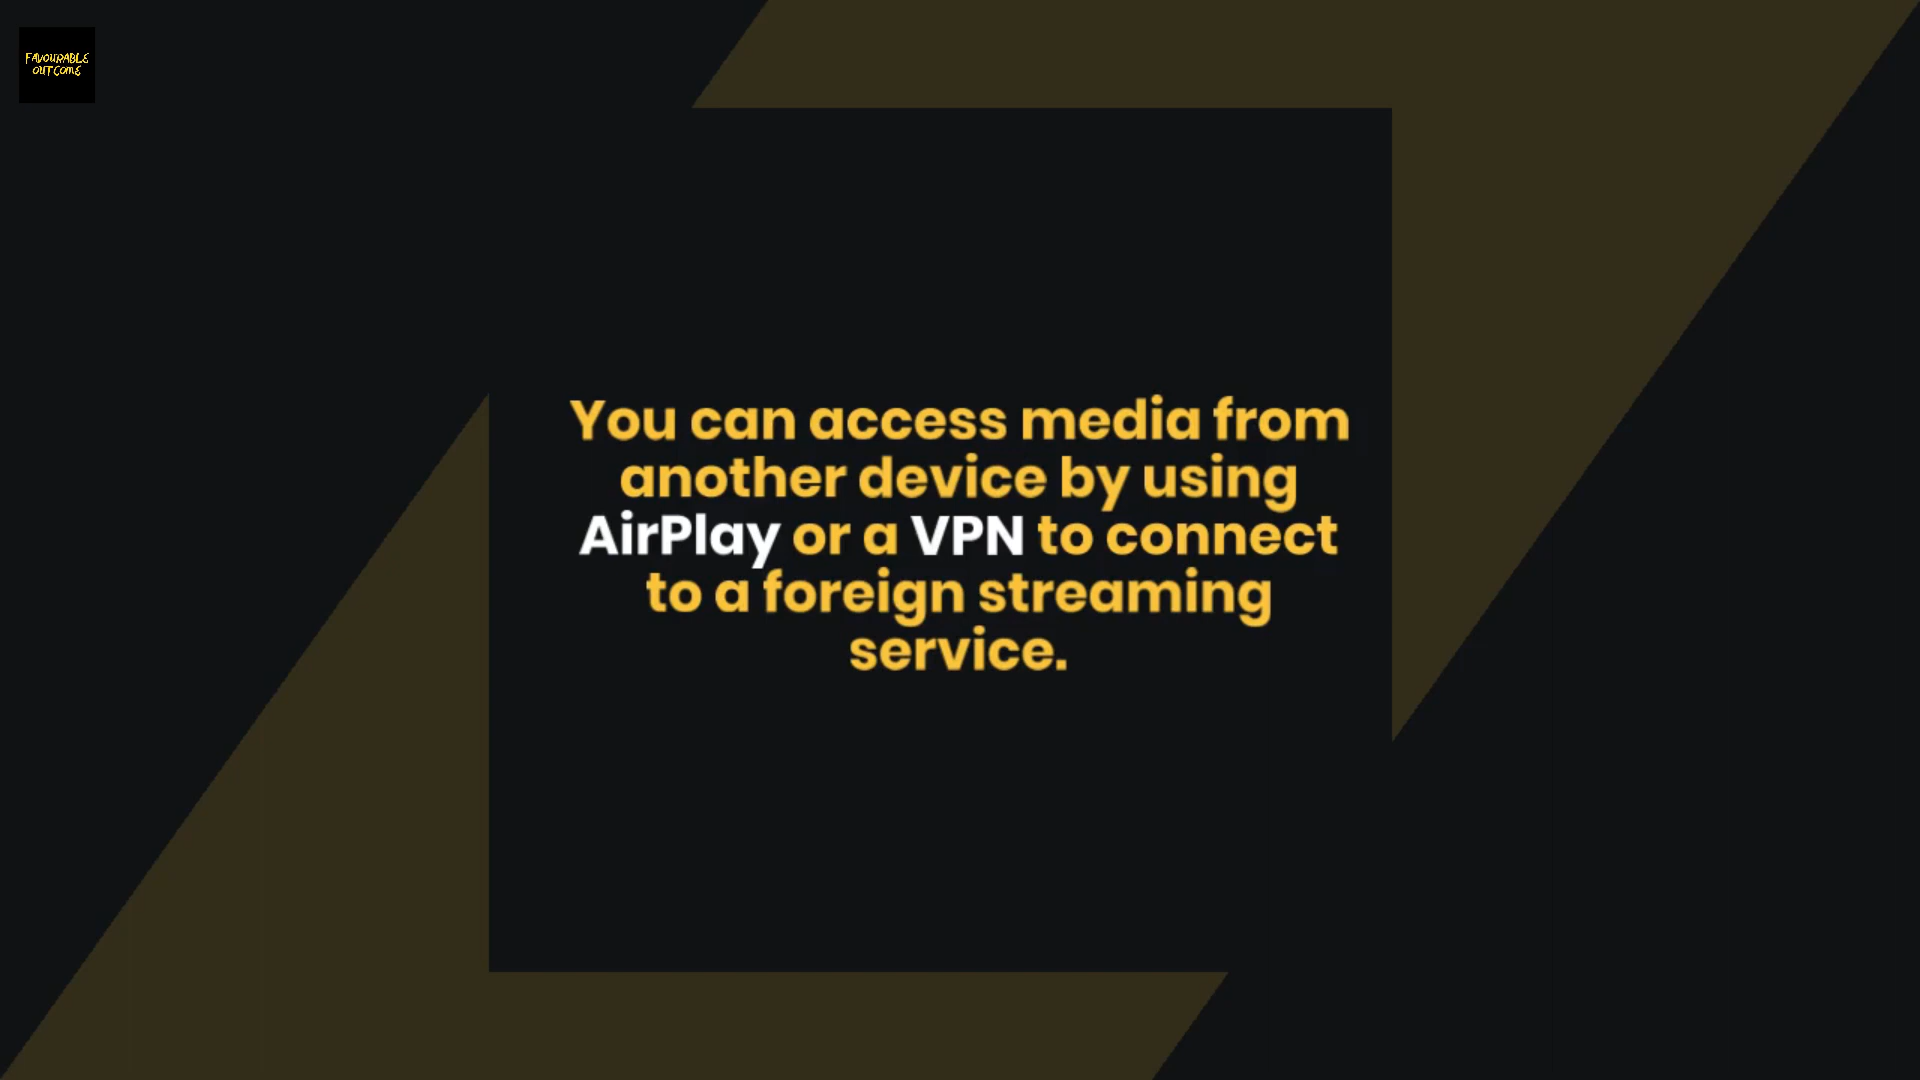 FAVOURABLE
OUTCOME
You can access media from
another device by using
AirPlay or a VPN to connect
to a foreign streaming
service.